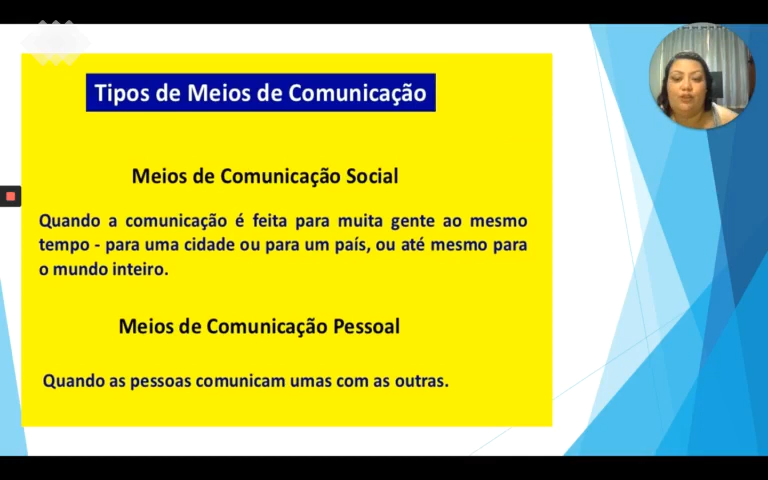 Tipos de Meios de Comunicação
Meios de Comunicação Social
Quando a comunicação é feita para muita gente ao mesmo
tempo - para uma cidade ou para um país, ou até mesmo para
o mundo inteiro.
Meios de Comunicação Pessoal
Quando as pessoas comunicam umas com as outras.